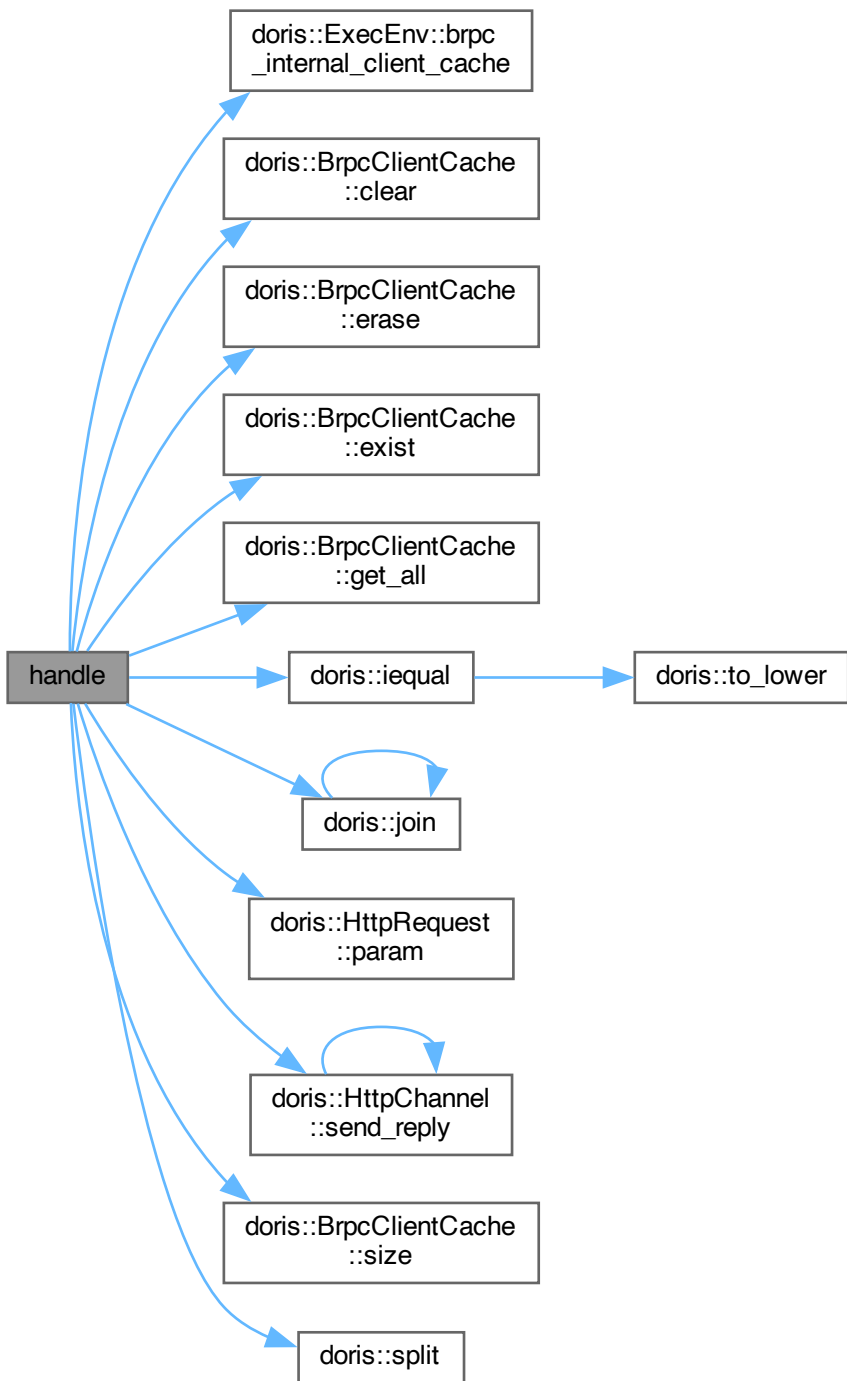 doris::ExecEnv::brpc
_internal_client_cache
doris::BrpcClientCache
::clear
doris::BrpcClientCache
::erase
doris::BrpcClientCache
::exist
doris::BrpcClientCache
::get_all
handle
doris::iequal
doris::to_lower
doris::join
doris::HttpRequest
::param
doris::HttpChannel
::send_reply
doris::BrpcClientCache
::size
doris::split